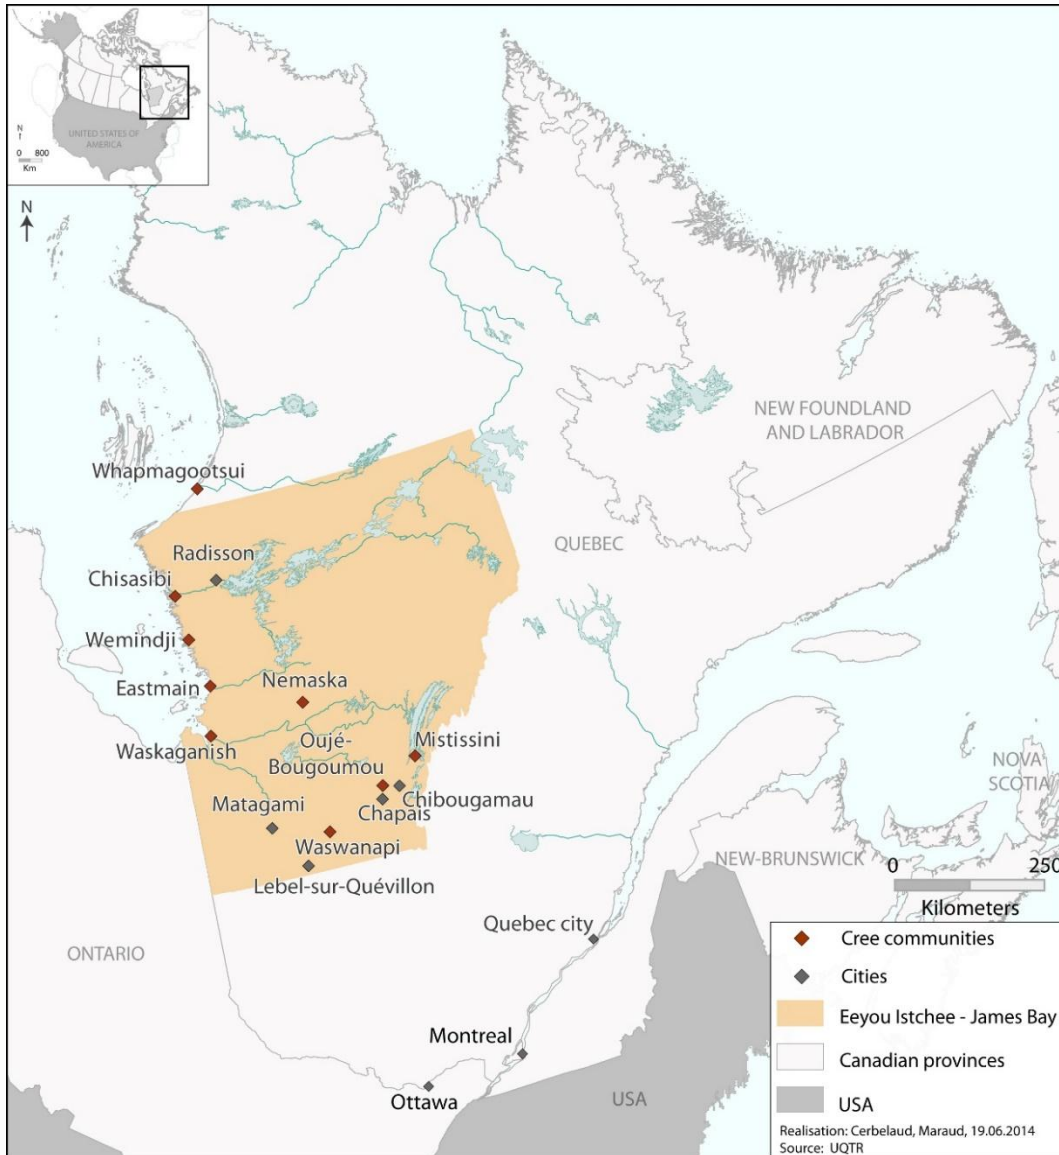 UNITED STATES OF
AMERICA
N
0 800
Km
N
NEW FOUNDLAND
AND LABRADOR
Whapmagootsui
QUEBEC
Radisson
Chisasibi
Wemindji
Eastmain
Nemaska
Waskaganish
Oujé-
Bougoumou
Mistissini
NOVA
SCOTIA
Matagami
Chibougamau
Chapais
Waswanapi
NEW-BRUNSWICK
0 250
Kilometers
Lebel-sur-Quévillon
Quebec city
ONTARIO
Cree communities
Cities
Eeyou Istchee - James Bay
Montreal
Canadian provinces
Ottawa
USA
USA
Realisation: Cerbelaud, Maraud, 19.06.2014
Source: UQTR